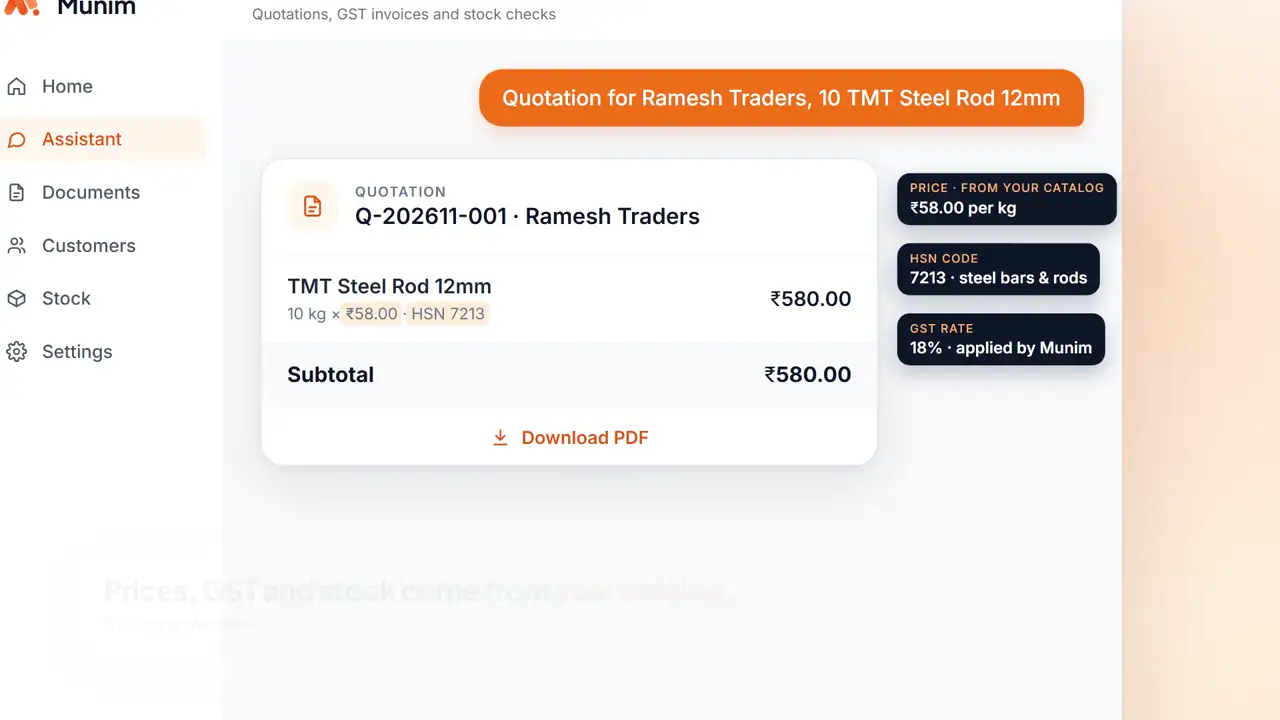 Munim
Quotations, GST invoices and stock checks
Home
Assistant
Documents
Customers
Stock
Settings
Quotation for Ramesh Traders, 10 TMT Steel Rod 12mm
QUOTATION
Q-202611-001 · Ramesh Traders
TMT Steel Rod 12mm
10 kg × ₹58.00 · HSN 7213
₹580.00
Subtotal
₹580.00
Download PDF
PRICE · FROM YOUR CATALOG
₹58.00 per kg
HSN CODE
7213 · steel bars & rods
GST RATE
18% · applied by Munim
Prices, GST and stock come from your catalog.